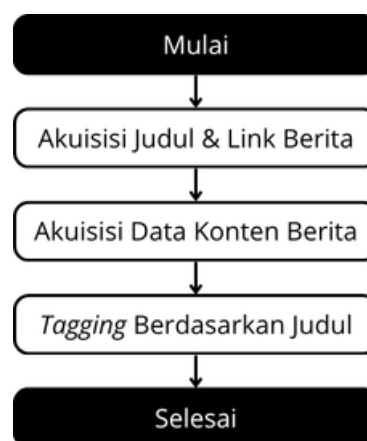 Mulai
Akuisisi Judul & Link Berita
Akuisisi Data Konten Berita
Tagging Berdasarkan Judul
Selesai